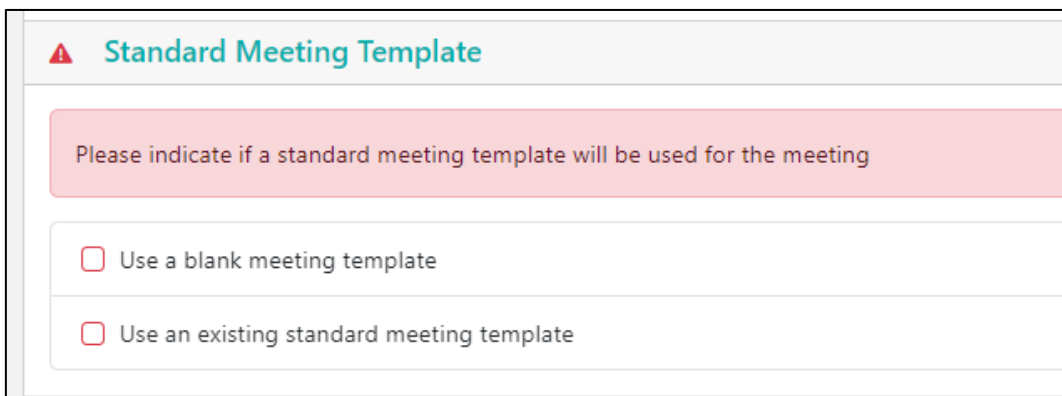 Standard Meeting Template
Please indicate if a standard meeting template will be used for the meeting
Use a blank meeting template
Use an existing standard meeting template